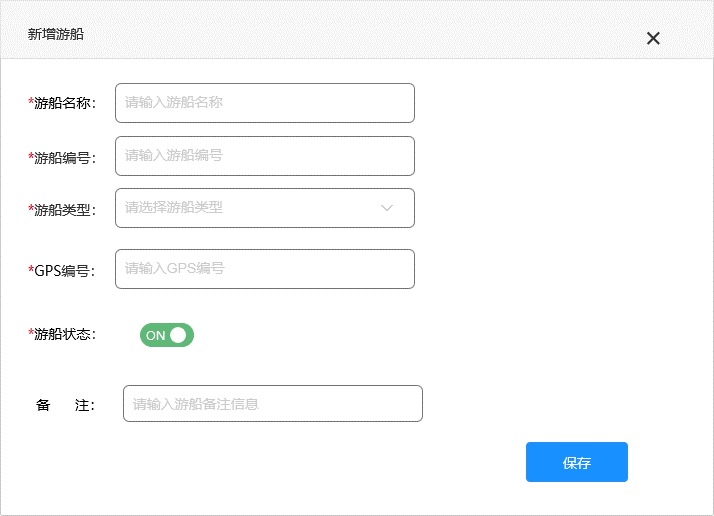 新增游船
*游船名称： 请输入游船名称
*游船编号： 请输入游船编号
*游船类型： 请选择游船类型
*GPS编号： 请输入GPS编号
*游船状态： ON
备 注： 请输入游船备注信息
保存